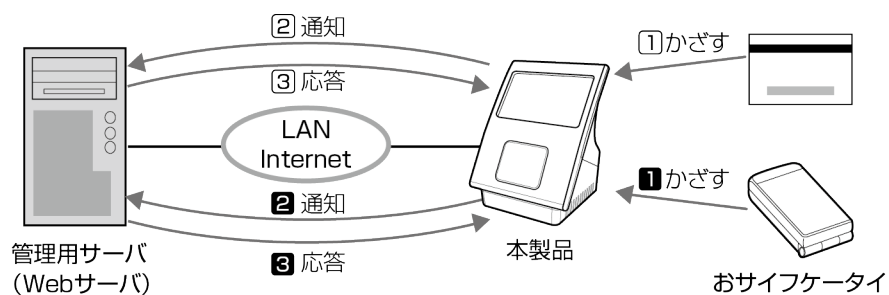 2 通知
1 かざす
3 応答
LAN
Internet
1 かざす
2 通知
3 応答
管理用サーバ
（Webサーバ）
本製品
おサイフケータイ